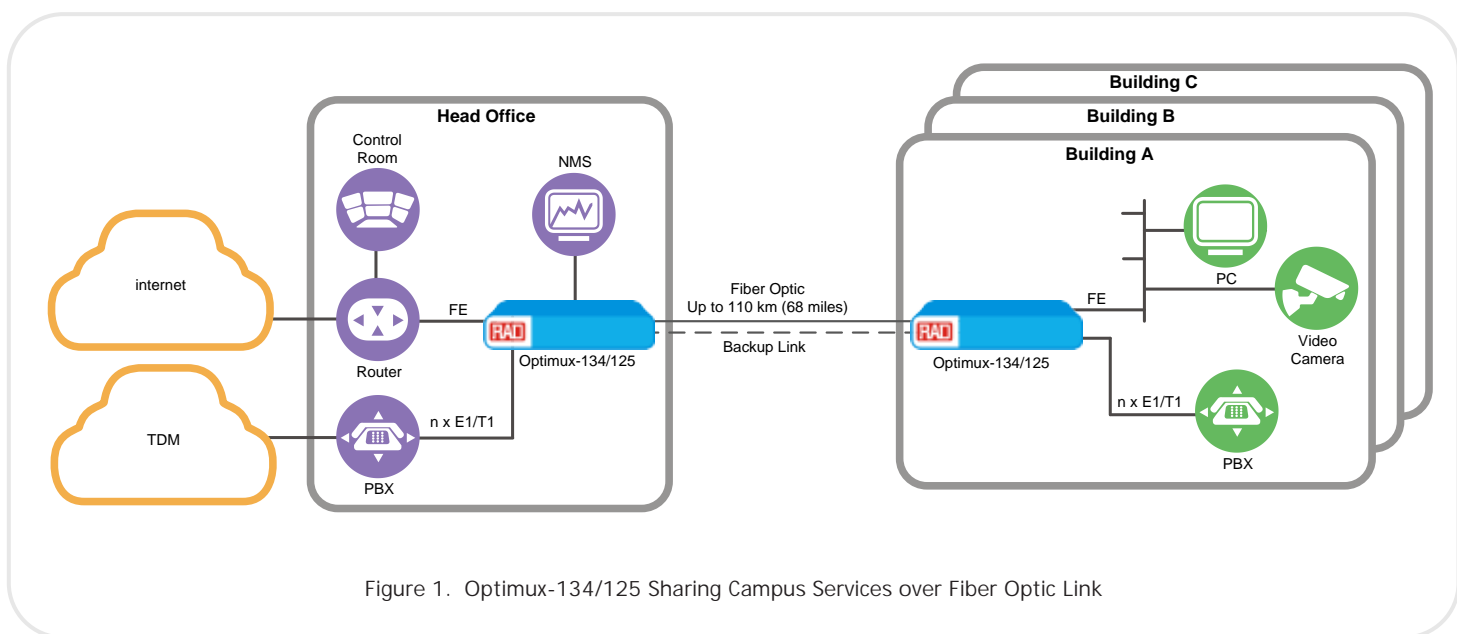 Building C
Building B
Building A
Head Office
Control
Room
NMS
internet
FE
RAD
Optimux-134/125
Router
Fiber Optic
Up to 110 km (68 miles)
Backup Link
RAD
Optimux-134/125
FE
PC
Video
Camera
TDM
n x E1/T1
PBX
n x E1/T1
PBX
Figure 1. Optimux-134/125 Sharing Campus Services over Fiber Optic Link